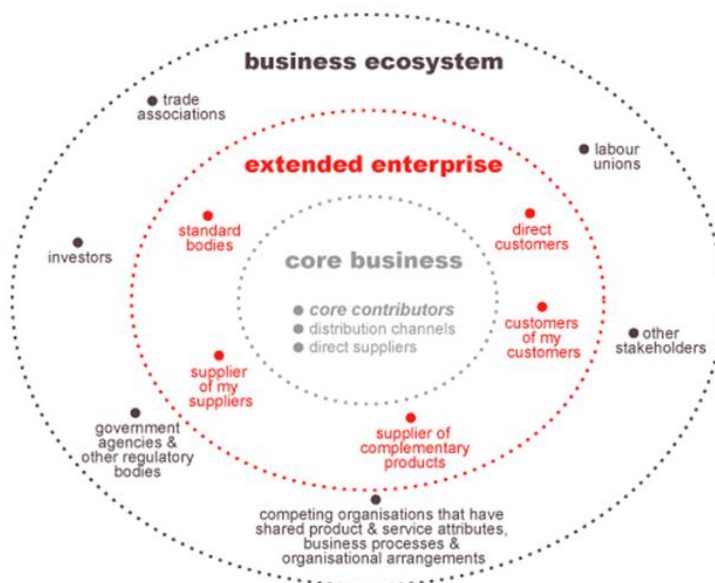 business ecosystem
trade
associations
labour
unions
extended enterprise
standard
bodies
direct
customers
investors
core business
core contributors
distribution channels
direct suppliers
customers
of my
customers
other
stakeholders
supplier
of my
suppliers
government
agencies &
other regulatory
bodies
supplier of
complementary
products
competing organisations that have
shared product & service attributes,
business processes &
organisational arrangements